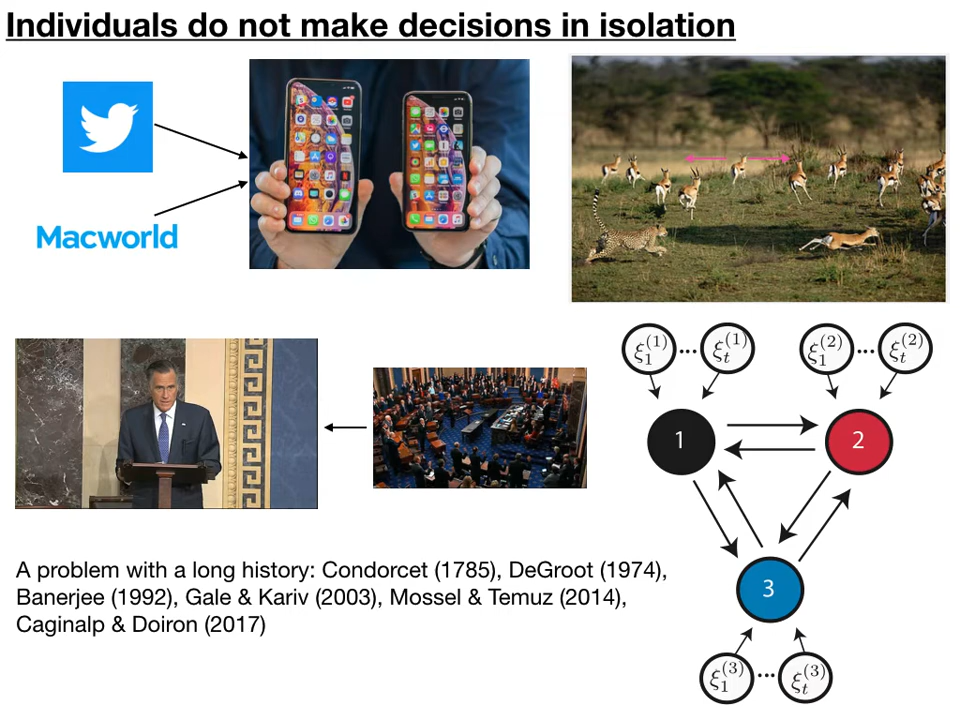 Individuals do not make decisions in isolation
Macworld
ξ₁⁽¹⁾ ... ξₜ⁽¹⁾
ξ₁⁽²⁾ ... ξₜ⁽²⁾
1
2
3
ξ₁⁽³⁾ ... ξₜ⁽³⁾
A problem with a long history: Condorcet (1785), DeGroot (1974),
Banerjee (1992), Gale & Kariv (2003), Mossel & Temuz (2014),
Caginalp & Doiron (2017)